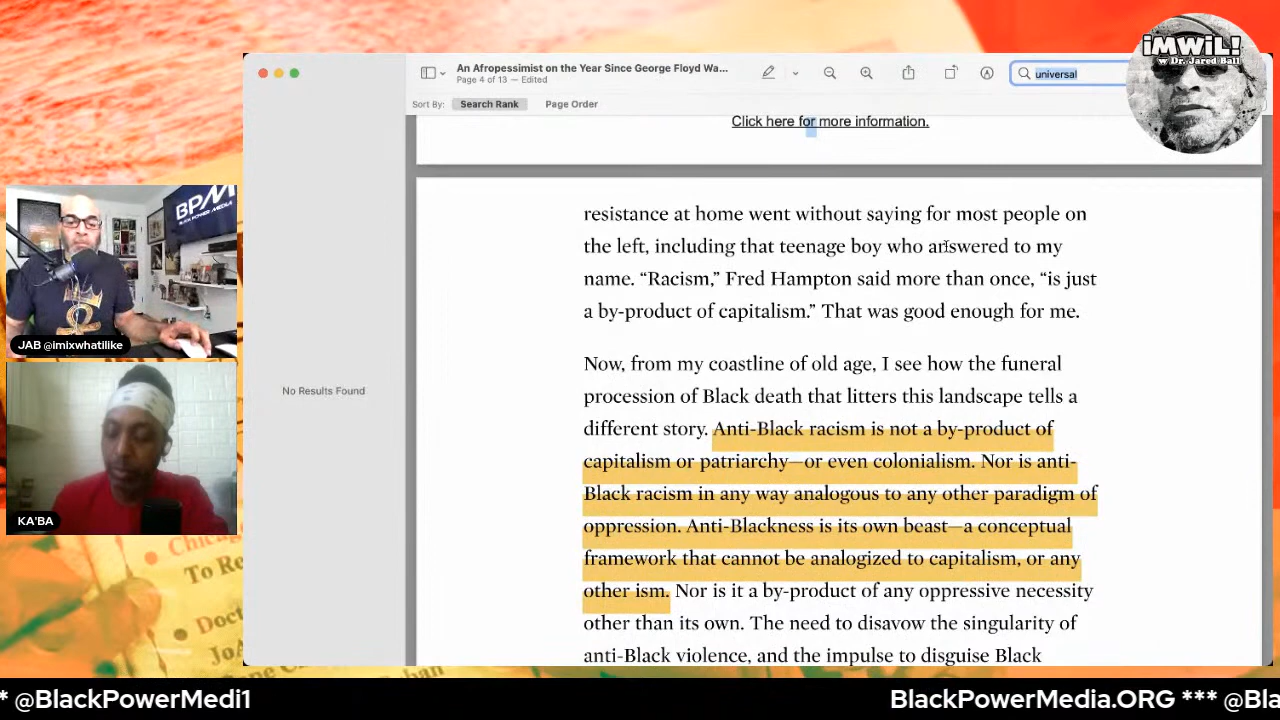 iMWiL!
w Dr. Jared Ball
An Afropessimist on the Year Since George Floyd Wa...
Page 4 of 13 — Edited
universal
Sort By:
Search Rank
Page Order
Click here for more information.
resistance at home went without saying for most people on
the left, including that teenage boy who answered to my
name. “Racism,” Fred Hampton said more than once, “is just
a by-product of capitalism.” That was good enough for me.
Now, from my coastline of old age, I see how the funeral
procession of Black death that litters this landscape tells a
different story. Anti-Black racism is not a by-product of
capitalism or patriarchy—or even colonialism. Nor is anti-
Black racism in any way analogous to any other paradigm of
oppression. Anti-Blackness is its own beast—a conceptual
framework that cannot be analogized to capitalism, or any
other ism. Nor is it a by-product of any oppressive necessity
other than its own. The need to disavow the singularity of
anti-Black violence, and the impulse to disguise Black
No Results Found
BPM
BLACK POWER MEDIA
JAB @imixwhatilike
KA'BA
To Re
Doct
* @BlackPowerMedi1
BlackPowerMedia.ORG *** @Bla